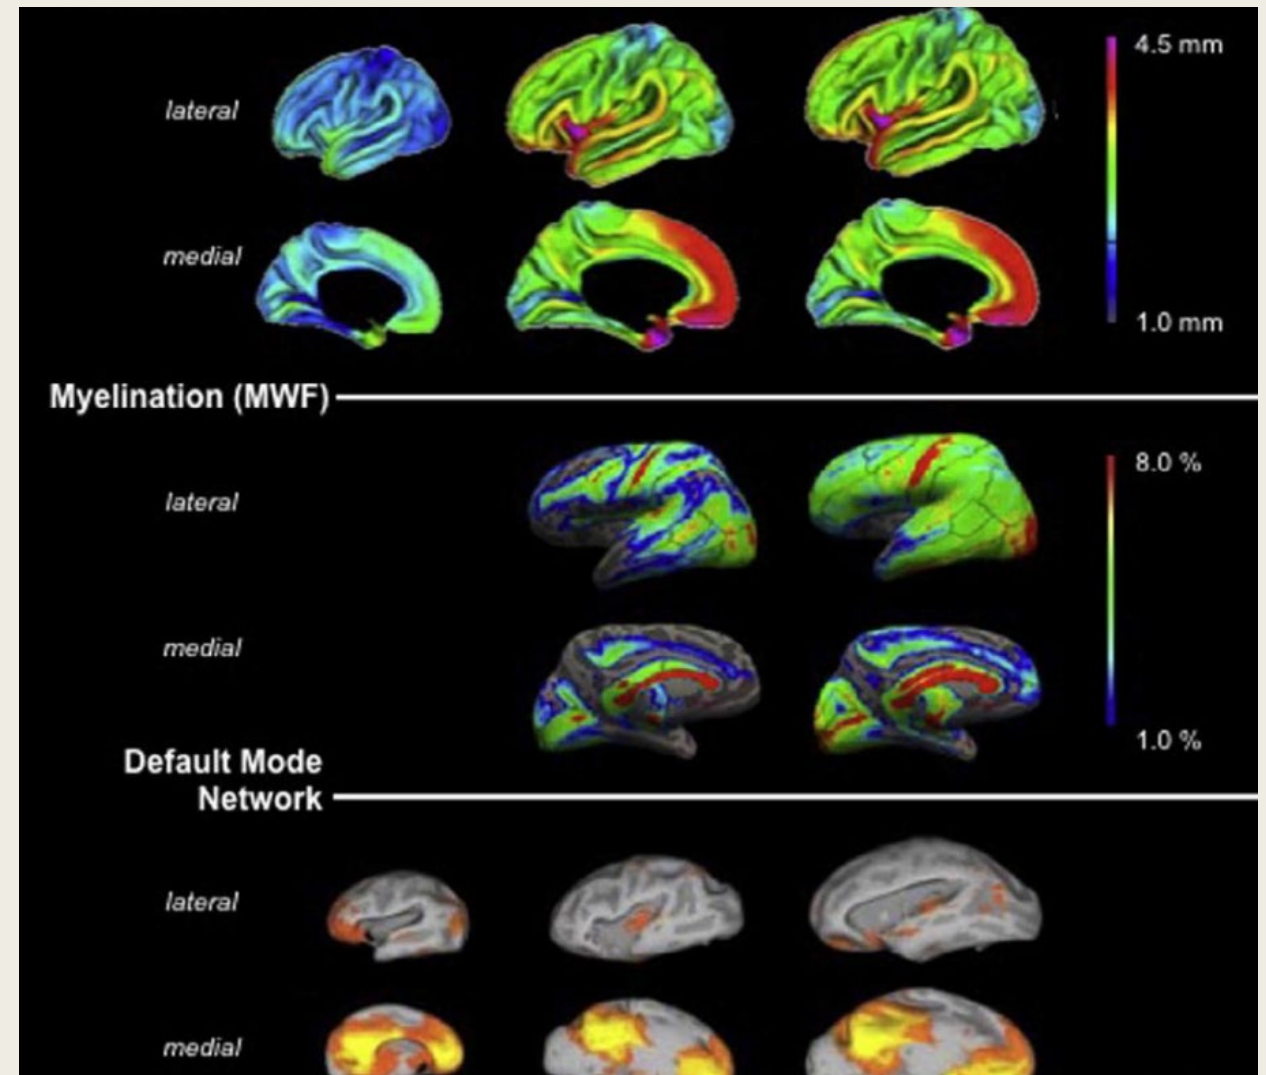 4.5 mm
lateral
medial
1.0 mm
Myelination (MWF)
8.0 %
lateral
medial
1.0 %
Default Mode
Network
lateral
medial